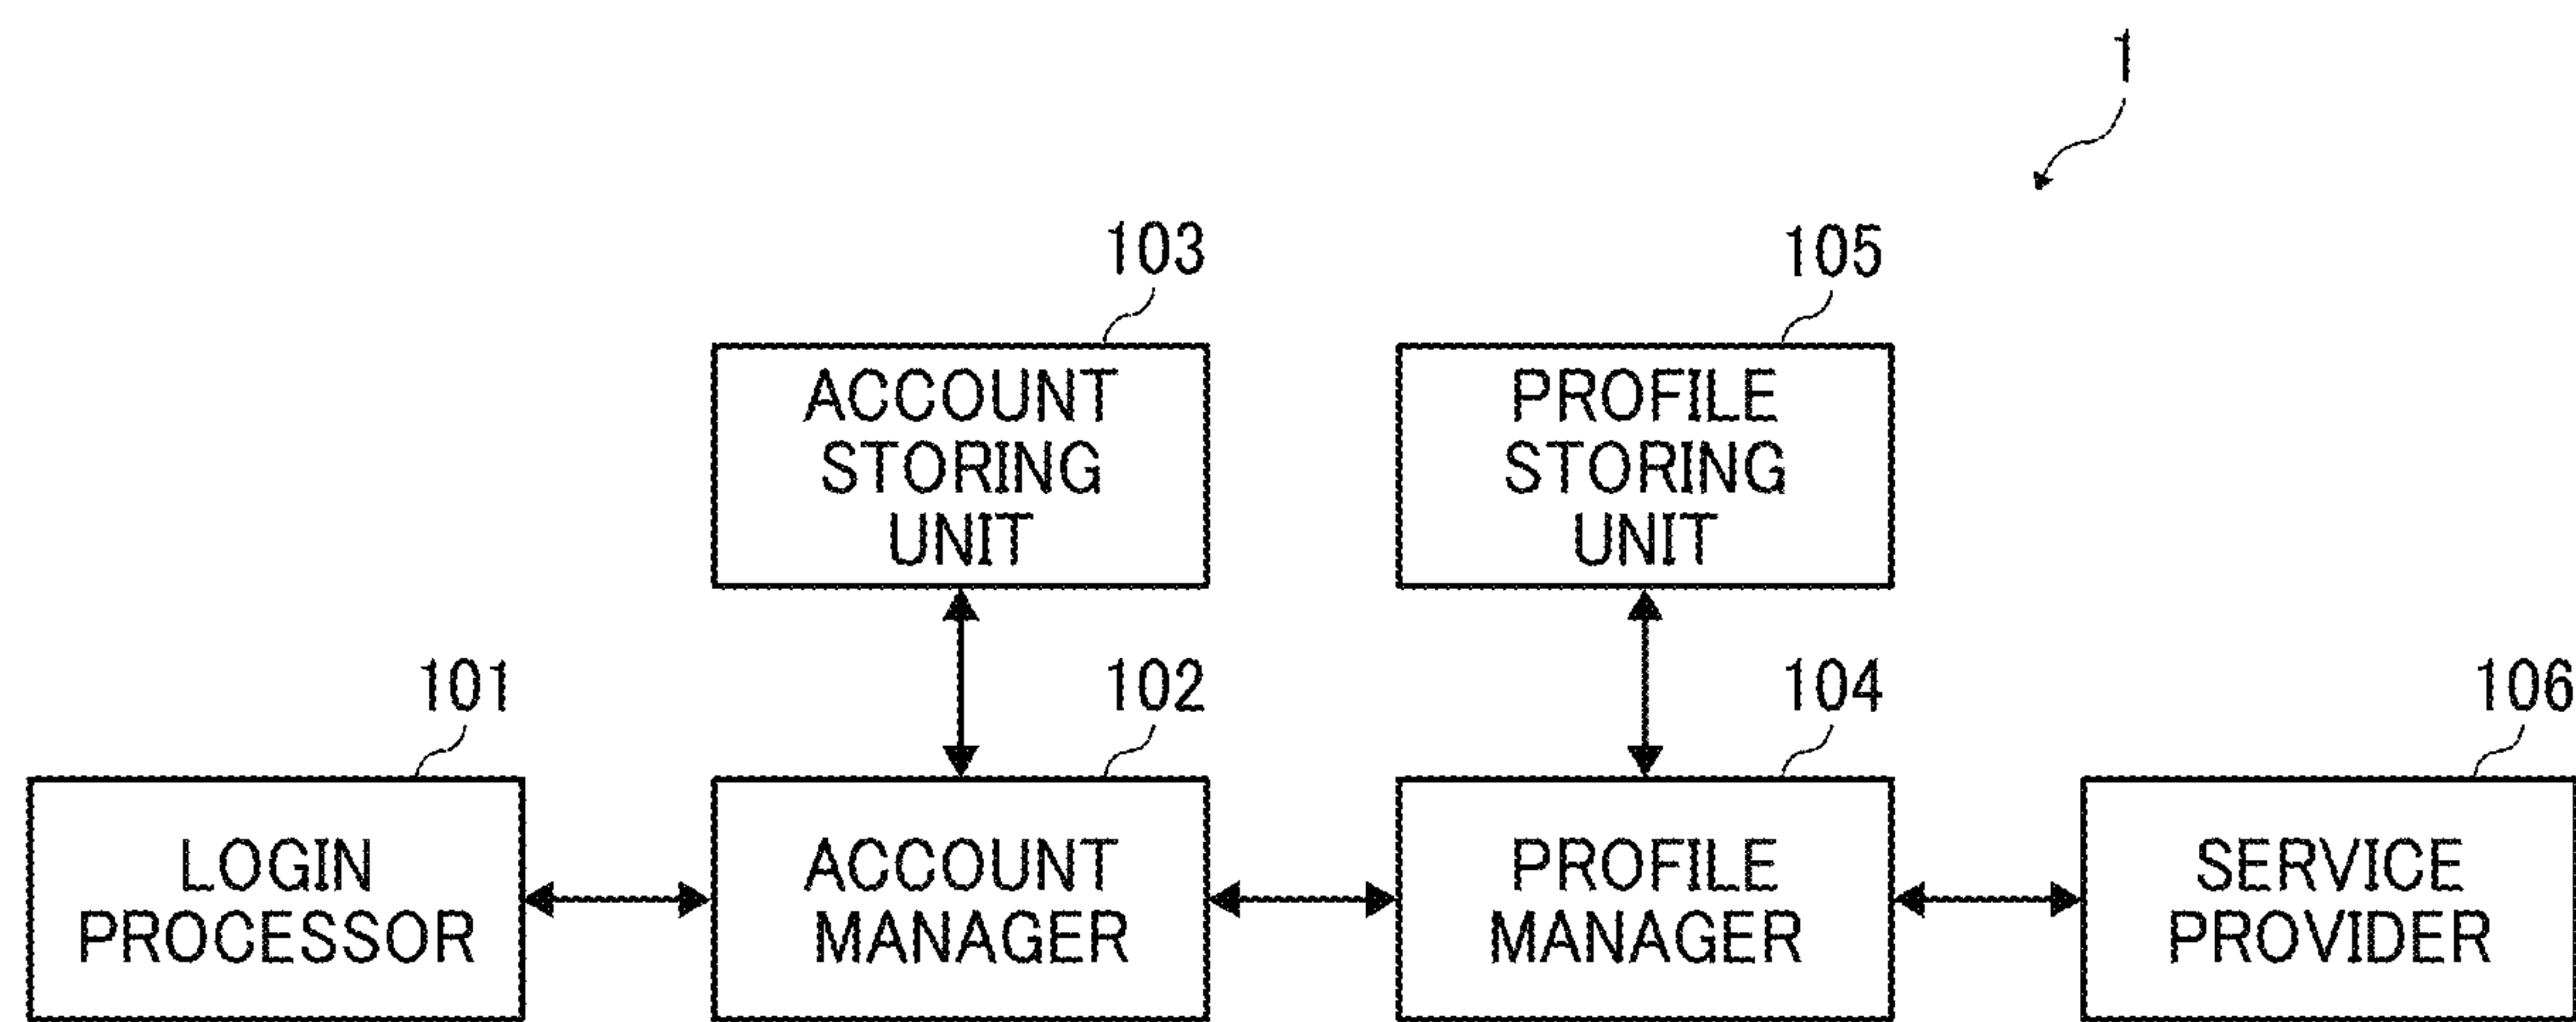 1
103
105
ACCOUNT
STORING
UNIT
PROFILE
STORING
UNIT
101
102
104
106
LOGIN
PROCESSOR
ACCOUNT
MANAGER
PROFILE
MANAGER
SERVICE
PROVIDER